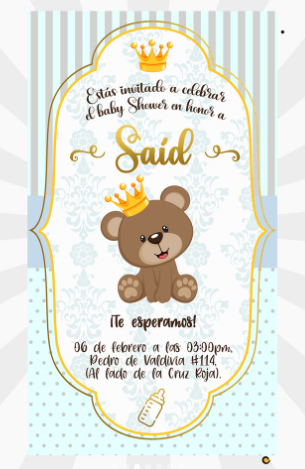 Estás invitado a celebrar
el baby Shower en honor a
Said
¡Te esperamos!
06 de febrero a las 03:00pm,
Pedro de Valdivia #114,
(Al lado de la Cruz Roja).